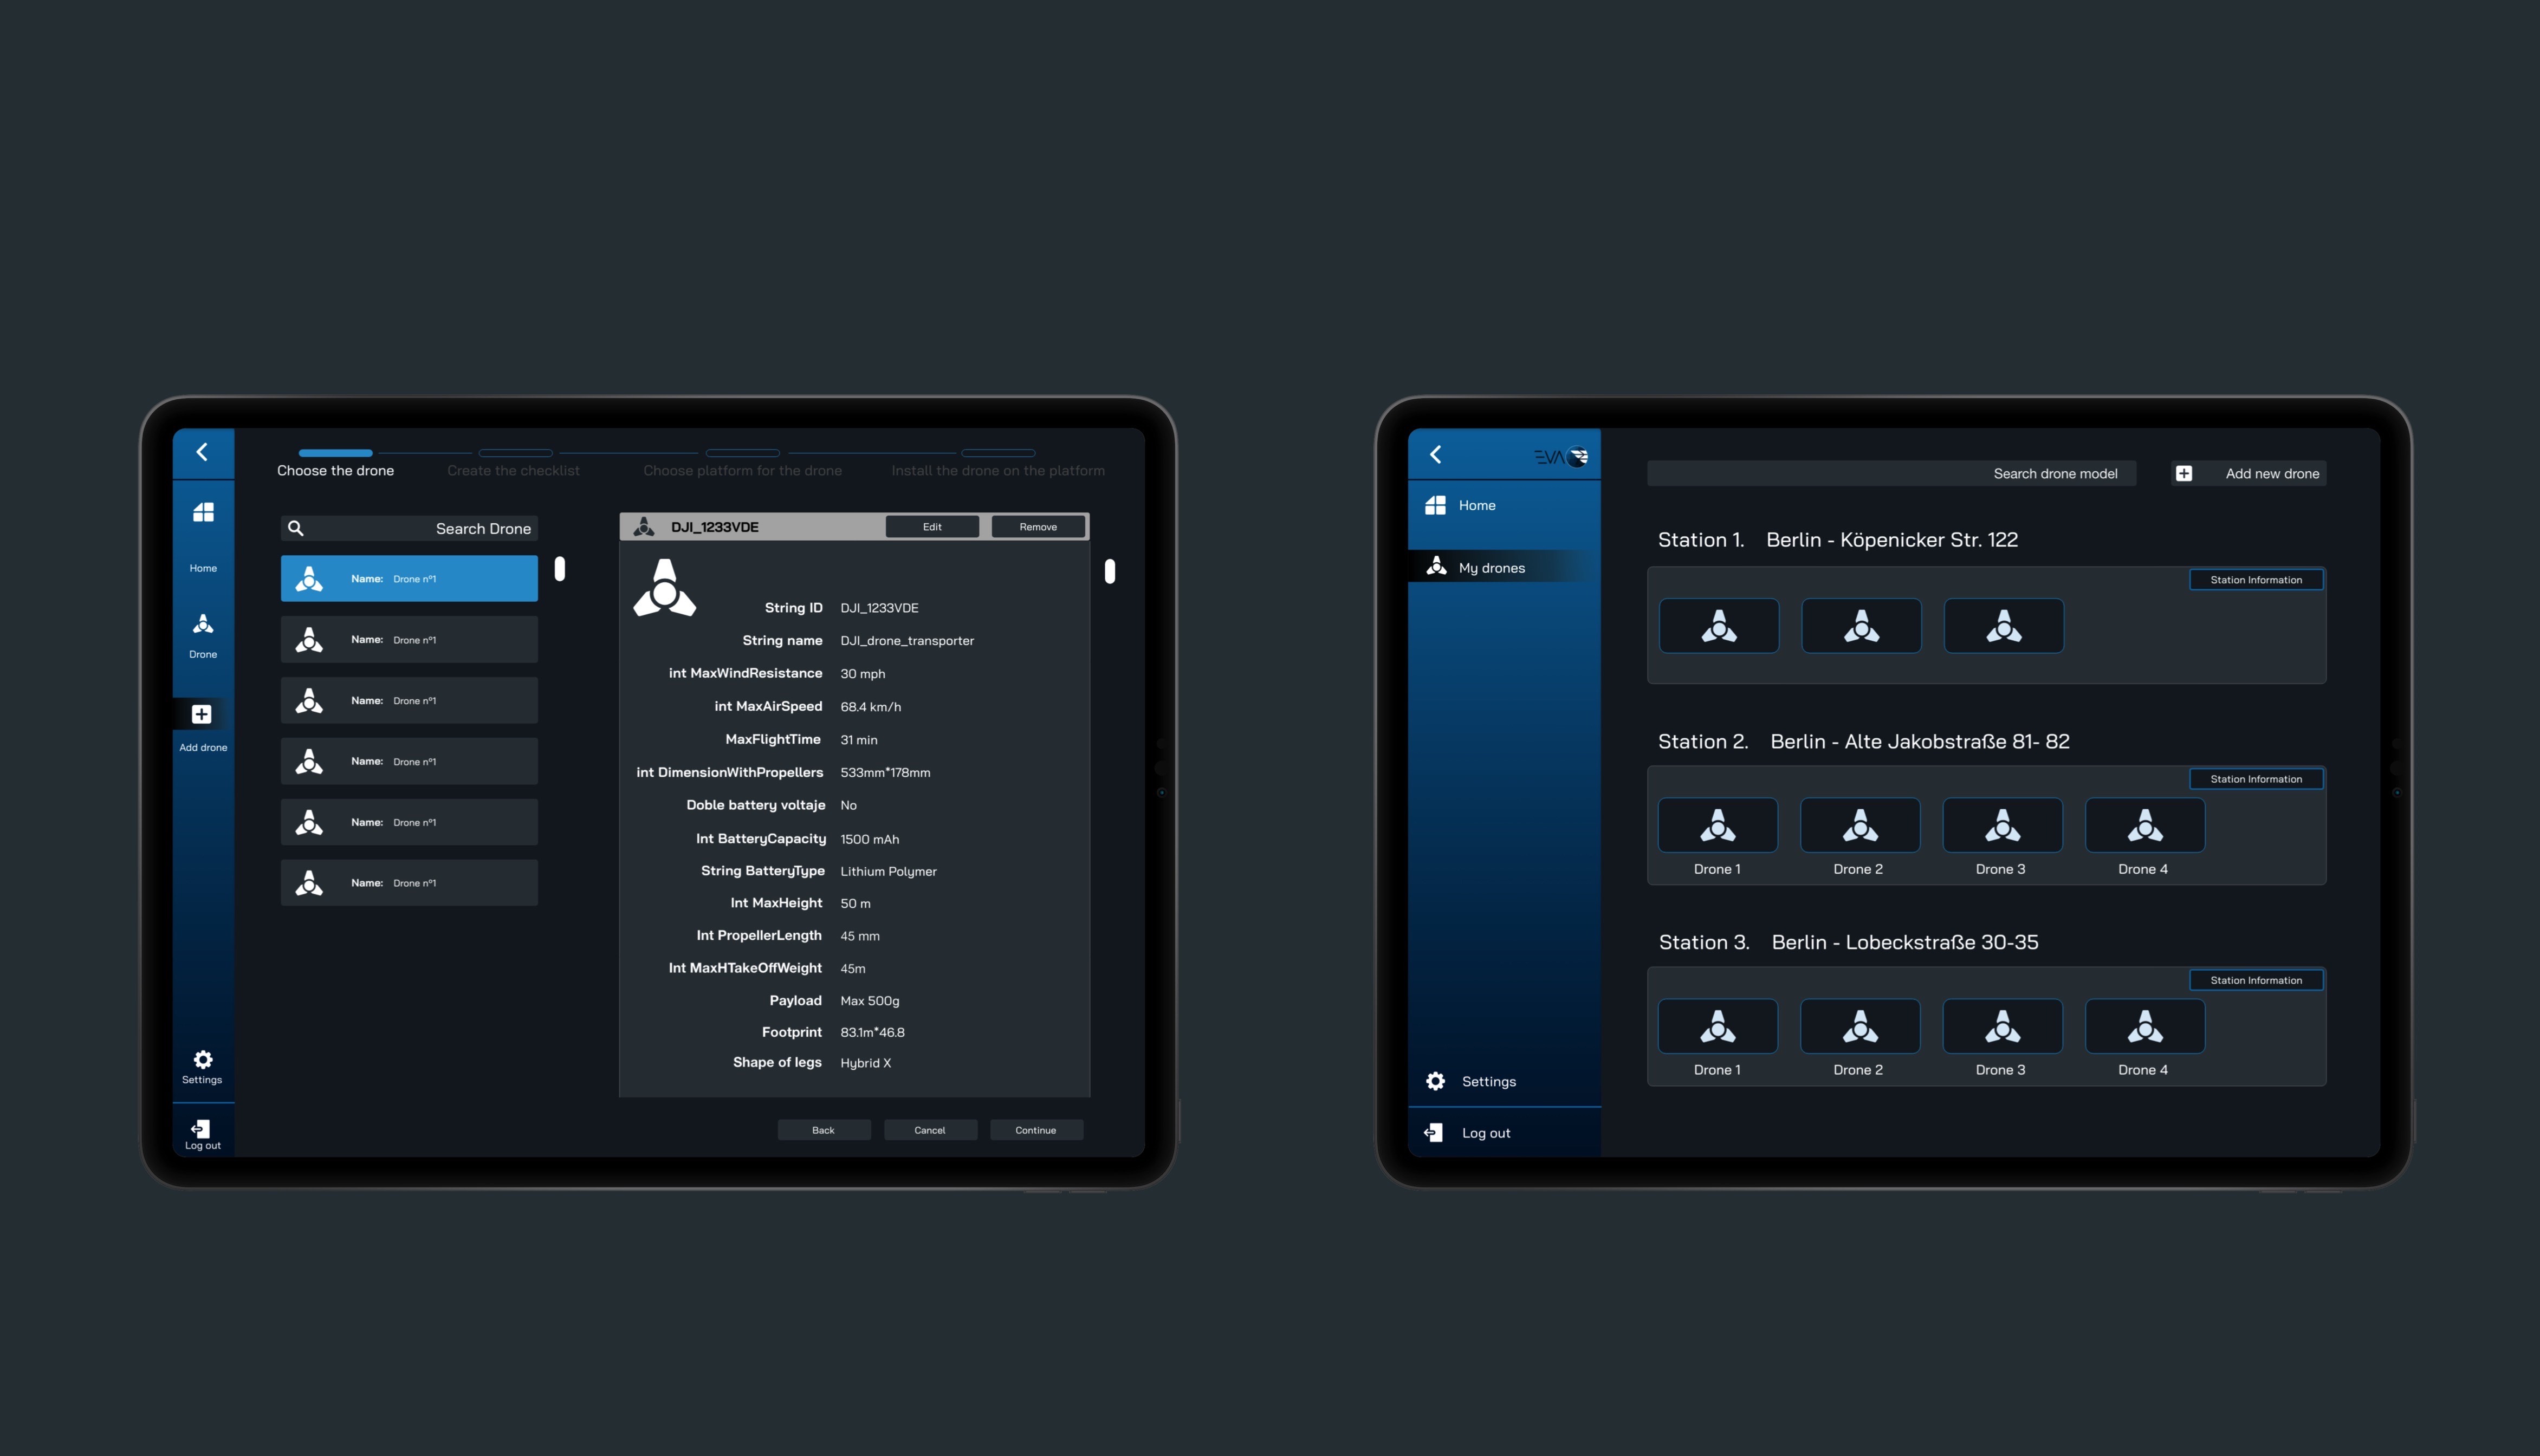 Choose the drone
Create the checklist
Choose platform for the drone
Install the drone on the platform
Home
Drone
Add drone
Settings
Log out
Search Drone
Name: Drone nº1
Name: Drone nº1
Name: Drone nº1
Name: Drone nº1
Name: Drone nº1
Name: Drone nº1
DJI_1233VDE
Edit
Remove
String ID DJI_1233VDE
String name DJI_drone_transporter
int MaxWindResistance 30 mph
int MaxAirSpeed 68.4 km/h
MaxFlightTime 31 min
int DimensionWithPropellers 533mm*178mm
Doble battery voltaje No
Int BatteryCapacity 1500 mAh
String BatteryType Lithium Polymer
Int MaxHeight 50 m
Int PropellerLength 45 mm
Int MaxHTakeOffWeight 45m
Payload Max 500g
Footprint 83.1m*46.8
Shape of legs Hybrid X
Back
Cancel
Continue
EVA
Home
My drones
Settings
Log out
Search drone model
Add new drone
Station 1. Berlin - Köpenicker Str. 122
Station Information
Station 2. Berlin - Alte Jakobstraße 81- 82
Station Information
Drone 1
Drone 2
Drone 3
Drone 4
Station 3. Berlin - Lobeckstraße 30-35
Station Information
Drone 1
Drone 2
Drone 3
Drone 4